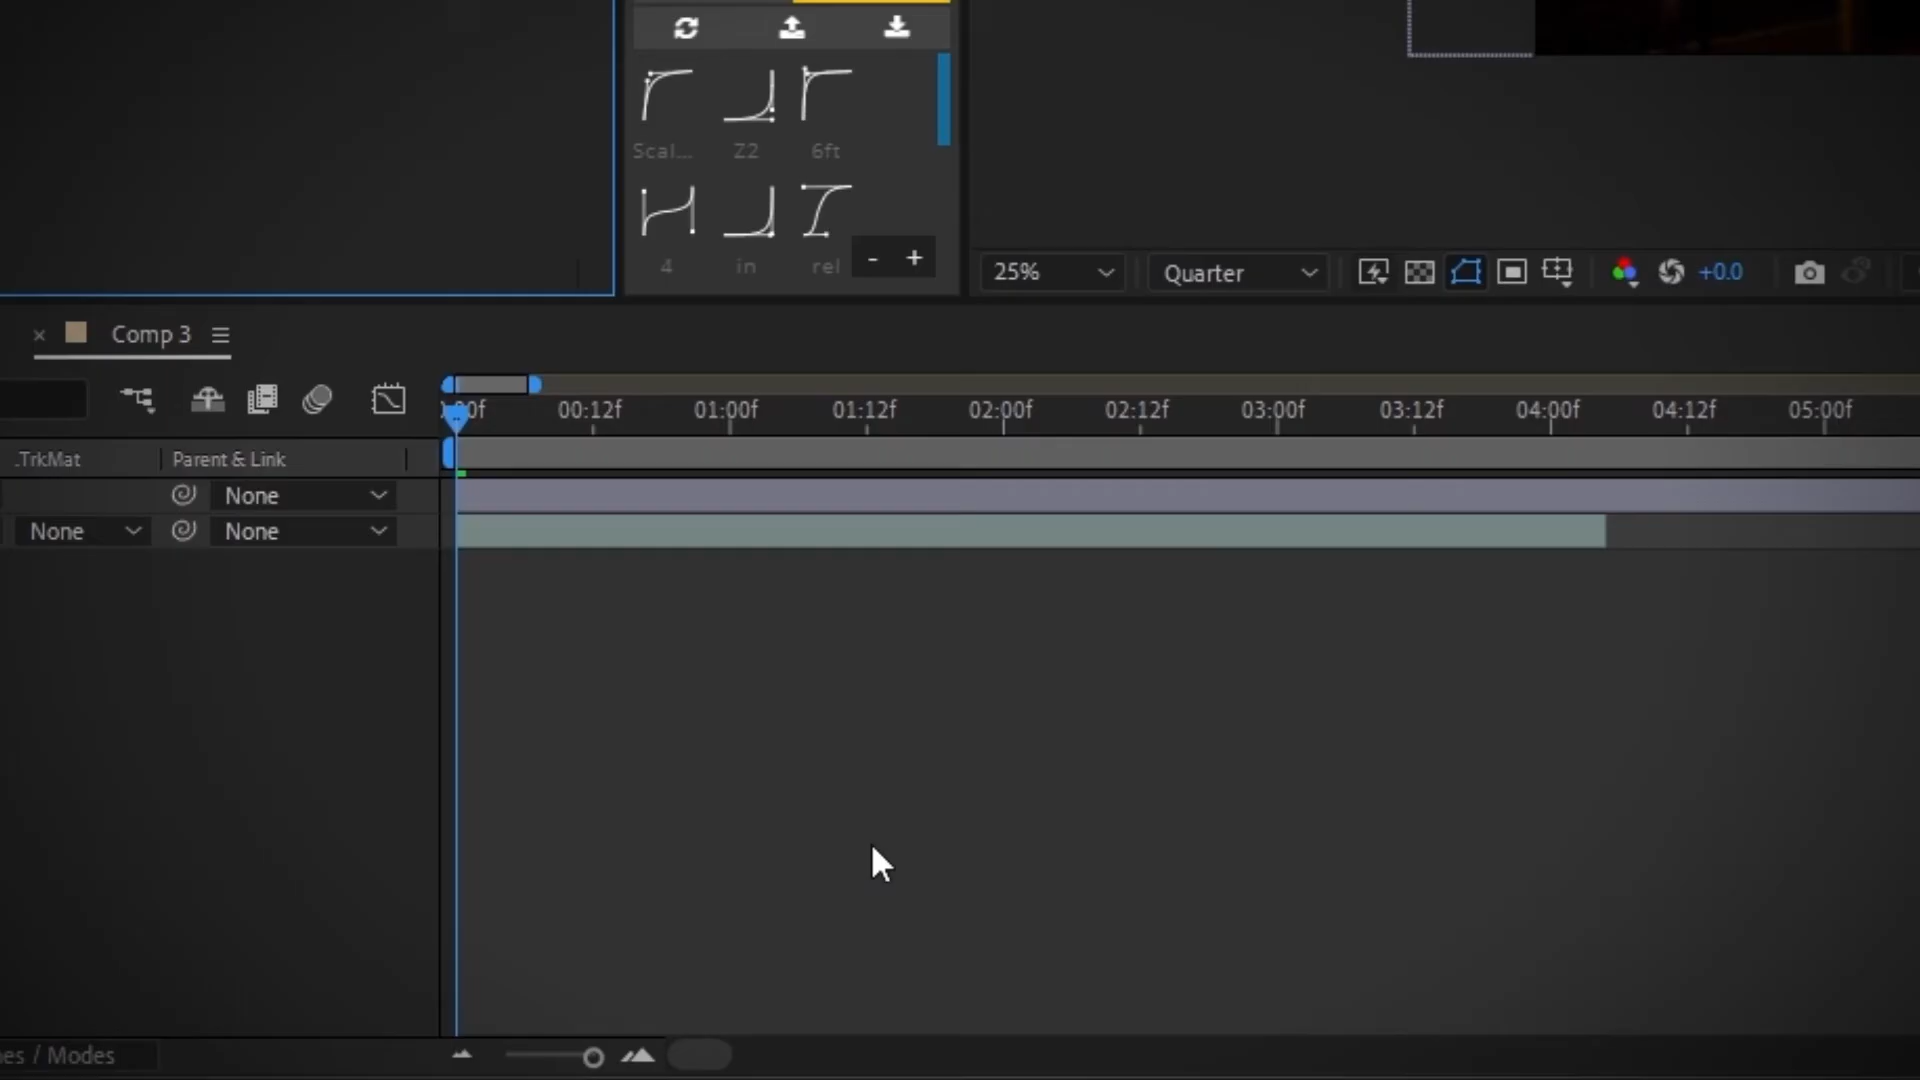 Scal... Z2 6ft
4 in rel - +
25% Quarter +0.0
× Comp 3
00:12f 01:00f 01:12f 02:00f 02:12f 03:00f 03:12f 04:00f 04:12f 05:00f
.TrkMat Parent & Link
None
None None
/ Modes